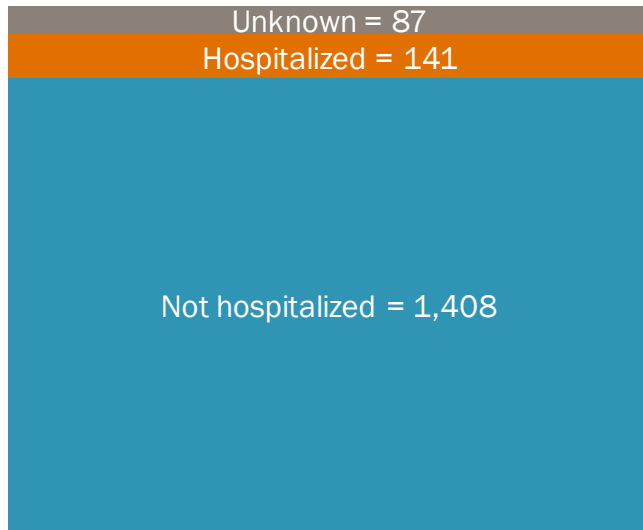 Unknown = 87
Hospitalized = 141
Not hospitalized = 1,408